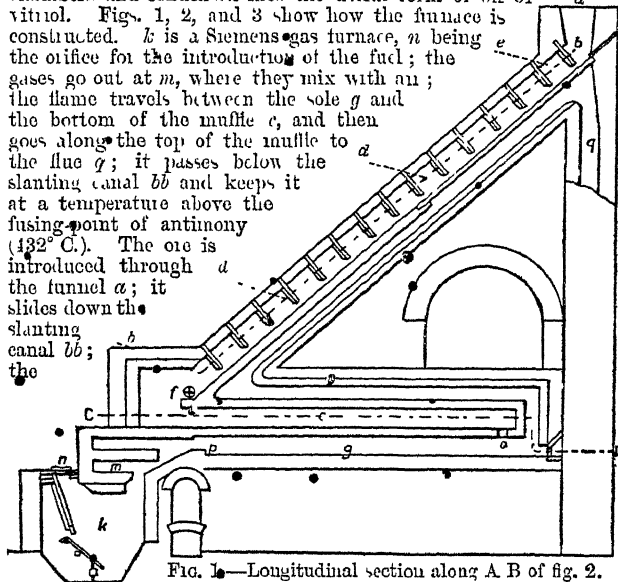 vitriol. Figs. 1, 2, and 3 show how the furnace is
constructed. k is a Siemens gas furnace, n being
the orifice for the introduction of the fuel; the
gases go out at m, where they mix with air;
the flame travels between the sole g and
the bottom of the muffle c, and then
goes along the top of the muffle to
the flue q; it passes below the
slanting canal bb and keeps it
at a temperature above the
fusing-point of antimony
(432° C.). The ore is
introduced through
the funnel a; it
slides down the
slanting
canal bb;
the
a
b
e
q
d
d
h
f
C
c
p
o
n
m
p
g
k
FIG. 1.—Longitudinal section along A B of fig. 2.